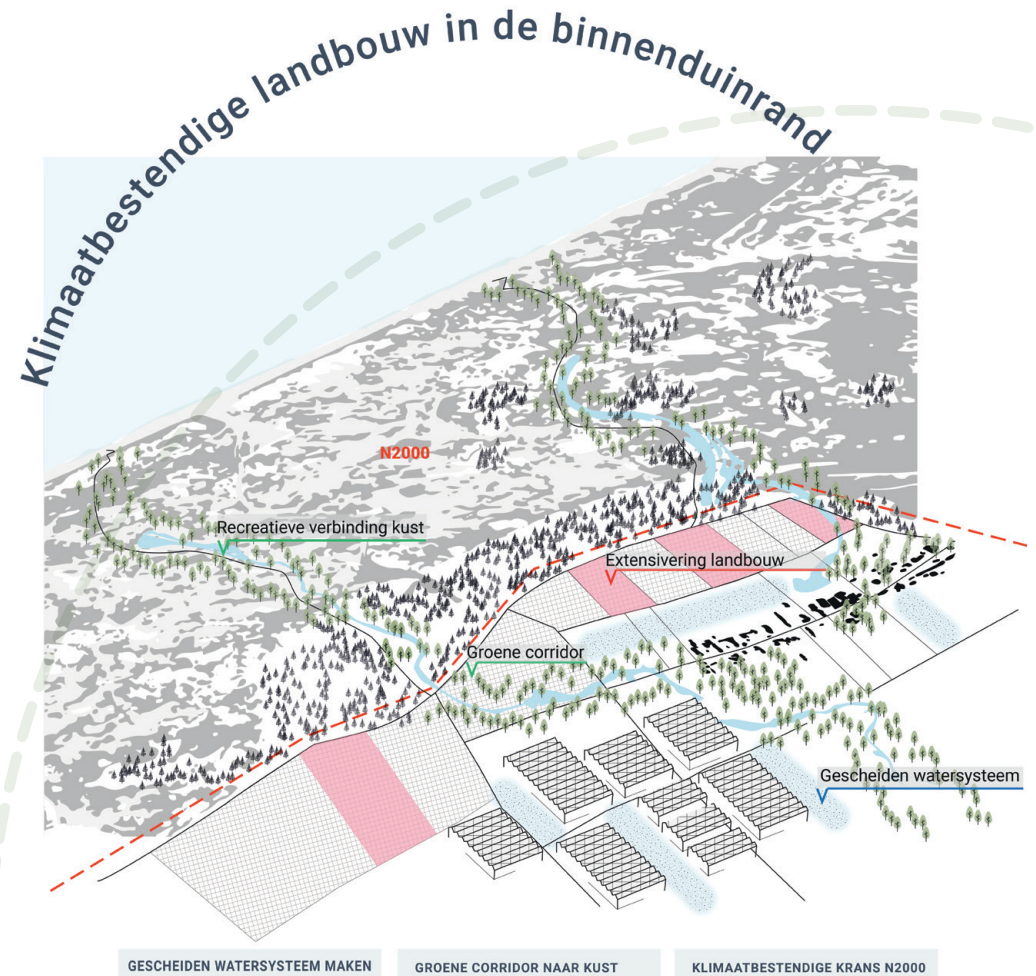 Klimaatbestendige landbouw in de binnenduinrand
N2000
Recreatieve verbinding kust
Extensivering landbouw
Groene corridor
Gescheiden watersysteem
GESCHEIDEN WATERSYSTEEM MAKEN
GROENE CORRIDOR NAAR KUST
KLIMAATBESTENDIGE KRANS N2000